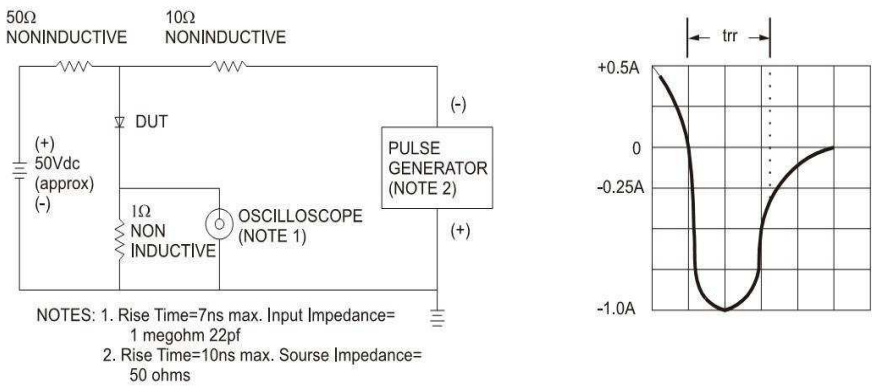 50Ω
NONINDUCTIVE
10Ω
NONINDUCTIVE
DUT
(+)
50Vdc
(approx)
(-)
1Ω
NON
INDUCTIVE
OSCILLOSCOPE
(NOTE 1)
(-)
PULSE
GENERATOR
(NOTE 2)
(+)
NOTES: 1. Rise Time=7ns max. Input Impedance=
1 megohm 22pf
2. Rise Time=10ns max. Sourse Impedance=
50 ohms
trr
+0.5A
0
-0.25A
-1.0A